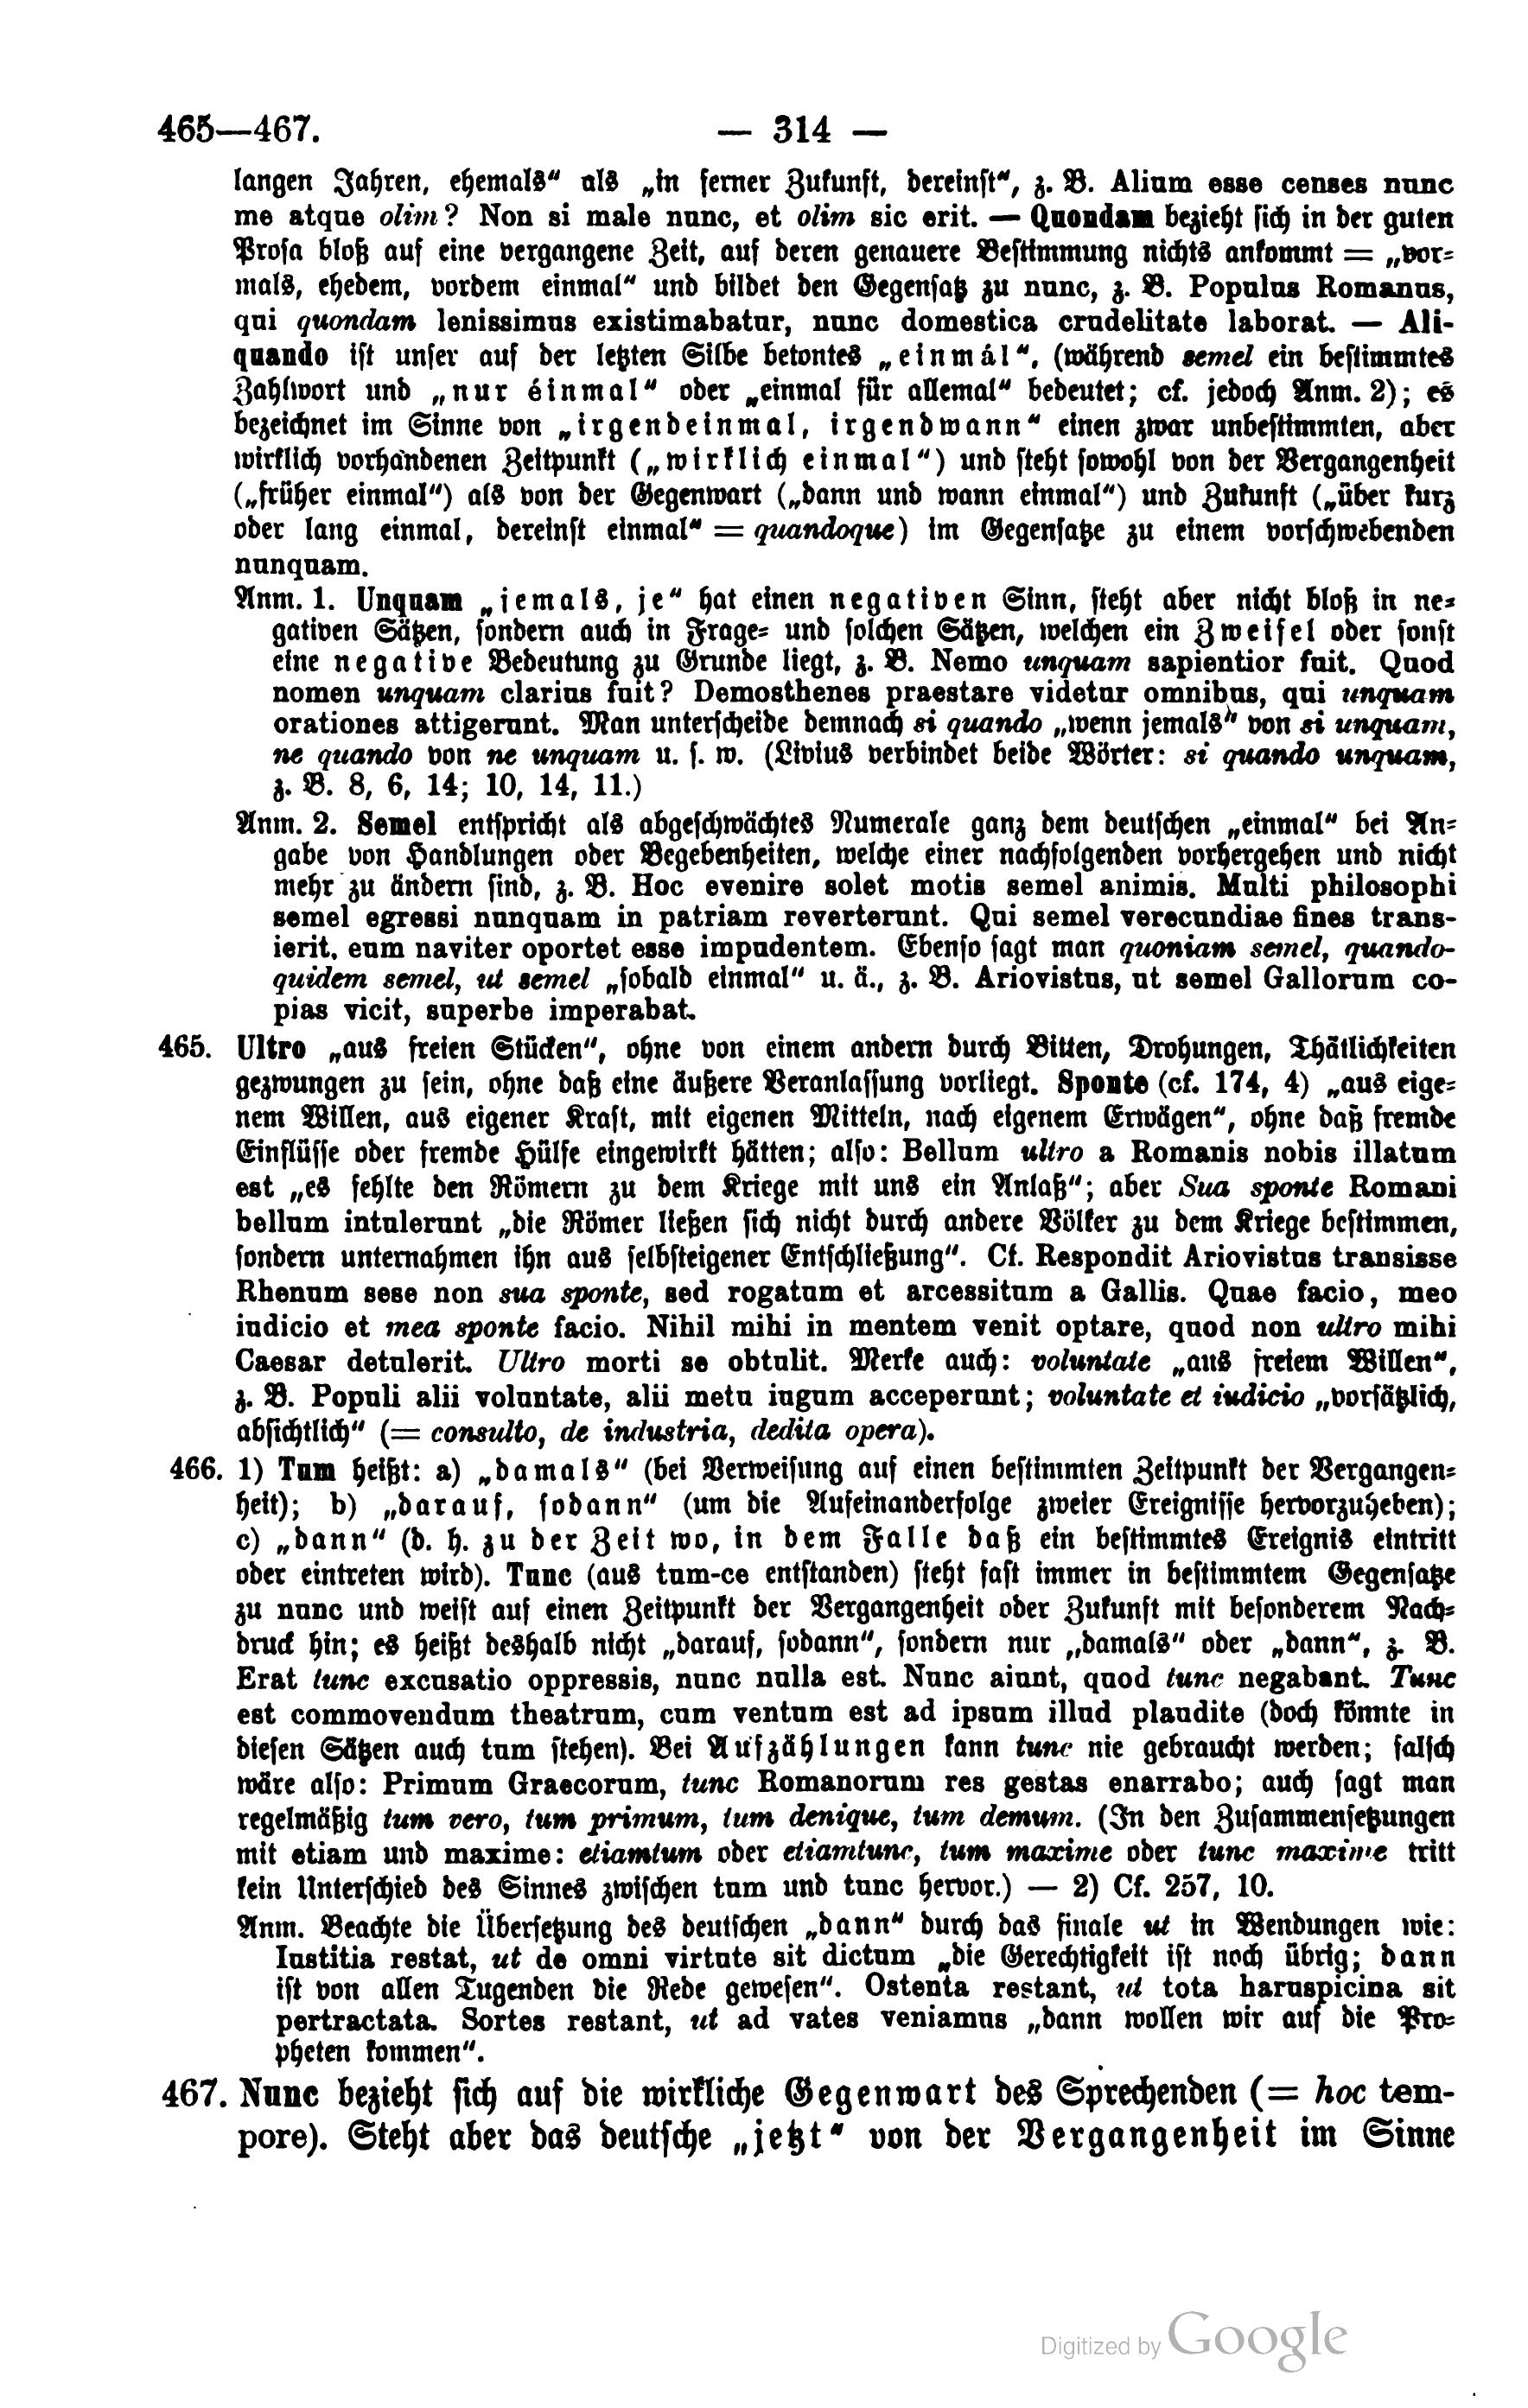 465—467. — 314 —
langen Jahren, ehemals“ als „in ferner Zukunft, dereinst“, z. B. Alium esse censes nunc
me atque olim? Non si male nunc, et olim sic erit. — Quondam bezieht sich in der guten
Prosa bloß auf eine vergangene Zeit, auf deren genauere Bestimmung nichts ankommt = „vor-
mals, ehedem, vordem einmal“ und bildet den Gegensatz zu nunc, z. B. Populus Romanus,
qui quondam lenissimus existimabatur, nunc domestica crudelitate laborat. — Ali-
quando ist unser auf der letzten Silbe betontes „einmál“, (während semel ein bestimmtes
Zahlwort und „nur éinmal“ oder „einmal für allemal“ bedeutet; cf. jedoch Anm. 2); es
bezeichnet im Sinne von „irgendeinmal, irgendwann“ einen zwar unbestimmten, aber
wirklich vorhandenen Zeitpunkt („wirklich einmal“) und steht sowohl von der Vergangenheit
(„früher einmal“) als von der Gegenwart („dann und wann einmal“) und Zukunft („über kurz
oder lang einmal, dereinst einmal“ = quandoque) im Gegensatze zu einem vorschwebenden
nunquam.
Anm. 1. Unquam „jemals, je“ hat einen negativen Sinn, steht aber nicht bloß in ne-
gativen Sätzen, sondern auch in Frage- und solchen Sätzen, welchen ein Zweifel oder sonst
eine negative Bedeutung zu Grunde liegt, z. B. Nemo unquam sapientior fuit. Quod
nomen unquam clarius fuit? Demosthenes praestare videtur omnibus, qui unquam
orationes attigerunt. Man unterscheide demnach si quando „wenn jemals“ von si unquam,
ne quando von ne unquam u. s. w. (Livius verbindet beide Wörter: si quando unquam,
z. B. 8, 6, 14; 10, 14, 11.)
Anm. 2. Semel entspricht als abgeschwächtes Numerale ganz dem deutschen „einmal“ bei An-
gabe von Handlungen oder Begebenheiten, welche einer nachfolgenden vorhergehen und nicht
mehr zu ändern sind, z. B. Hoc evenire solet motis semel animis. Multi philosophi
semel egressi nunquam in patriam reverterunt. Qui semel verecundiae fines trans-
ierit, eum naviter oportet esse impudentem. Ebenso sagt man quoniam semel, quando-
quidem semel, ut semel „sobald einmal“ u. ä., z. B. Ariovistus, ut semel Gallorum co-
pias vicit, superbe imperabat.
465. Ultro „aus freien Stücken“, ohne von einem andern durch Bitten, Drohungen, Thätlichkeiten
gezwungen zu sein, ohne daß eine äußere Veranlassung vorliegt. Sponte (cf. 174, 4) „aus eige-
nem Willen, aus eigener Kraft, mit eigenen Mitteln, nach eigenem Erwägen“, ohne daß fremde
Einflüsse oder fremde Hülfe eingewirkt hätten; also: Bellum ultro a Romanis nobis illatum
est „es fehlte den Römern zu dem Kriege mit uns ein Anlaß“; aber Sua sponte Romani
bellum intulerunt „die Römer ließen sich nicht durch andere Völker zu dem Kriege bestimmen,
sondern unternahmen ihn aus selbsteigener Entschließung“. Cf. Respondit Ariovistus transisse
Rhenum sese non sua sponte, sed rogatum et arcessitum a Gallis. Quae facio, meo
iudicio et mea sponte facio. Nihil mihi in mentem venit optare, quod non ultro mihi
Caesar detulerit. Ultro morti se obtulit. Merke auch: voluntate „aus freiem Willen“,
z. B. Populi alii voluntate, alii metu iugum acceperunt; voluntate et iudicio „vorsätzlich,
absichtlich“ (= consulto, de industria, dedita opera).
466. 1) Tum heißt: a) „damals“ (bei Verweisung auf einen bestimmten Zeitpunkt der Vergangen-
heit); b) „darauf, sodann“ (um die Aufeinanderfolge zweier Ereignisse hervorzuheben);
c) „dann“ (d. h. zu der Zeit wo, in dem Falle daß ein bestimmtes Ereignis eintritt
oder eintreten wird). Tunc (aus tum-ce entstanden) steht fast immer in bestimmtem Gegensatze
zu nunc und weist auf einen Zeitpunkt der Vergangenheit oder Zukunft mit besonderem Nach-
druck hin; es heißt deshalb nicht „darauf, sodann“, sondern nur „damals“ oder „dann“, z. B.
Erat tunc excusatio oppressis, nunc nulla est. Nunc aiunt, quod tunc negabant. Tunc
est commovendum theatrum, cum ventum est ad ipsum illud plaudite (doch könnte in
diesen Sätzen auch tum stehen). Bei Aufzählungen kann tunc nie gebraucht werden; falsch
wäre also: Primum Graecorum, tunc Romanorum res gestas enarrabo; auch sagt man
regelmäßig tum vero, tum primum, tum denique, tum demum. (In den Zusammensetzungen
mit etiam und maxime: etiamtum oder etiamtunc, tum maxime oder tunc maxime tritt
kein Unterschied des Sinnes zwischen tum und tunc hervor.) — 2) Cf. 257, 10.
Anm. Beachte die Übersetzung des deutschen „dann“ durch das finale ut in Wendungen wie:
Iustitia restat, ut de omni virtute sit dictum „die Gerechtigkeit ist noch übrig; dann
ist von allen Tugenden die Rede gewesen“. Ostenta restant, ut tota haruspicina sit
pertractata. Sortes restant, ut ad vates veniamus „dann wollen wir auf die Pro-
pheten kommen“.
467. Nunc bezieht sich auf die wirkliche Gegenwart des Sprechenden (= hoc tem-
pore). Steht aber das deutsche „jetzt“ von der Vergangenheit im Sinne
Digitized by Google